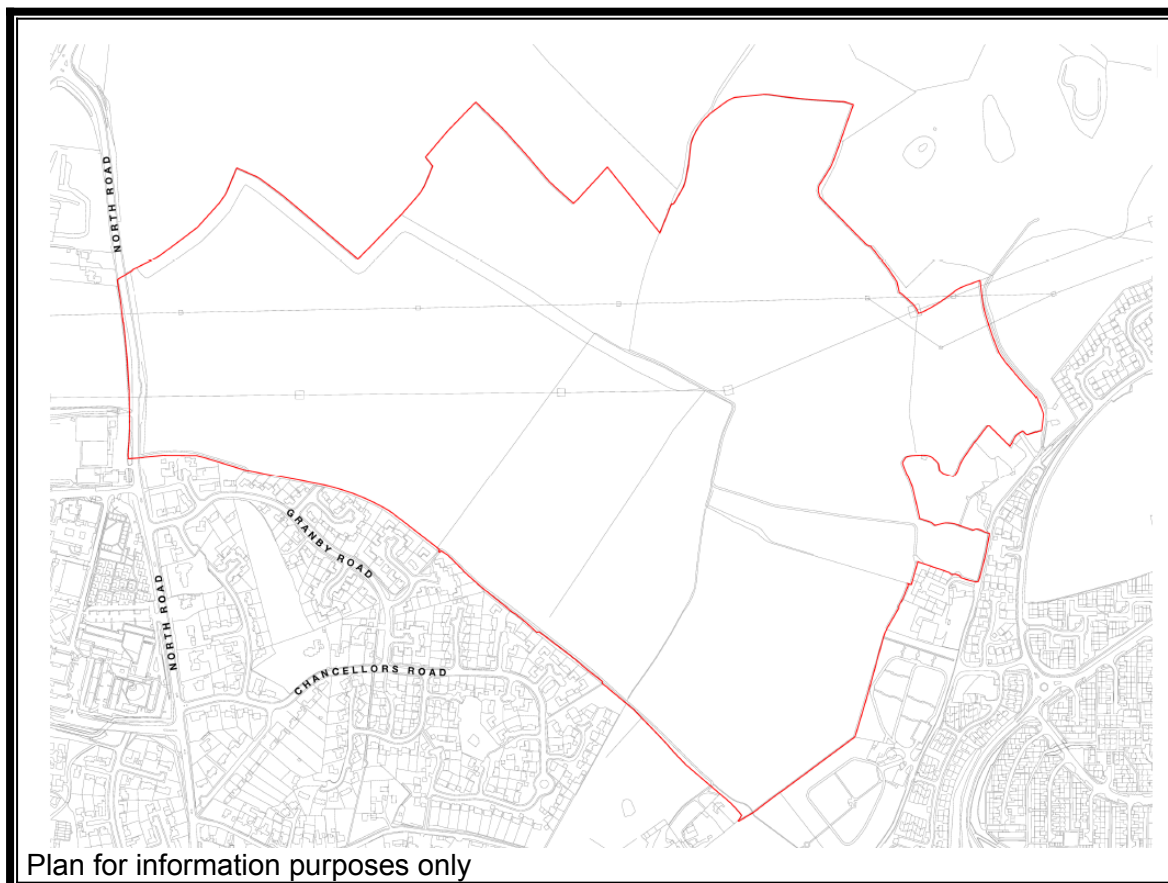 NORTH ROAD
GRANBY ROAD
NORTH ROAD
CHANCELLORS ROAD
Plan for information purposes only